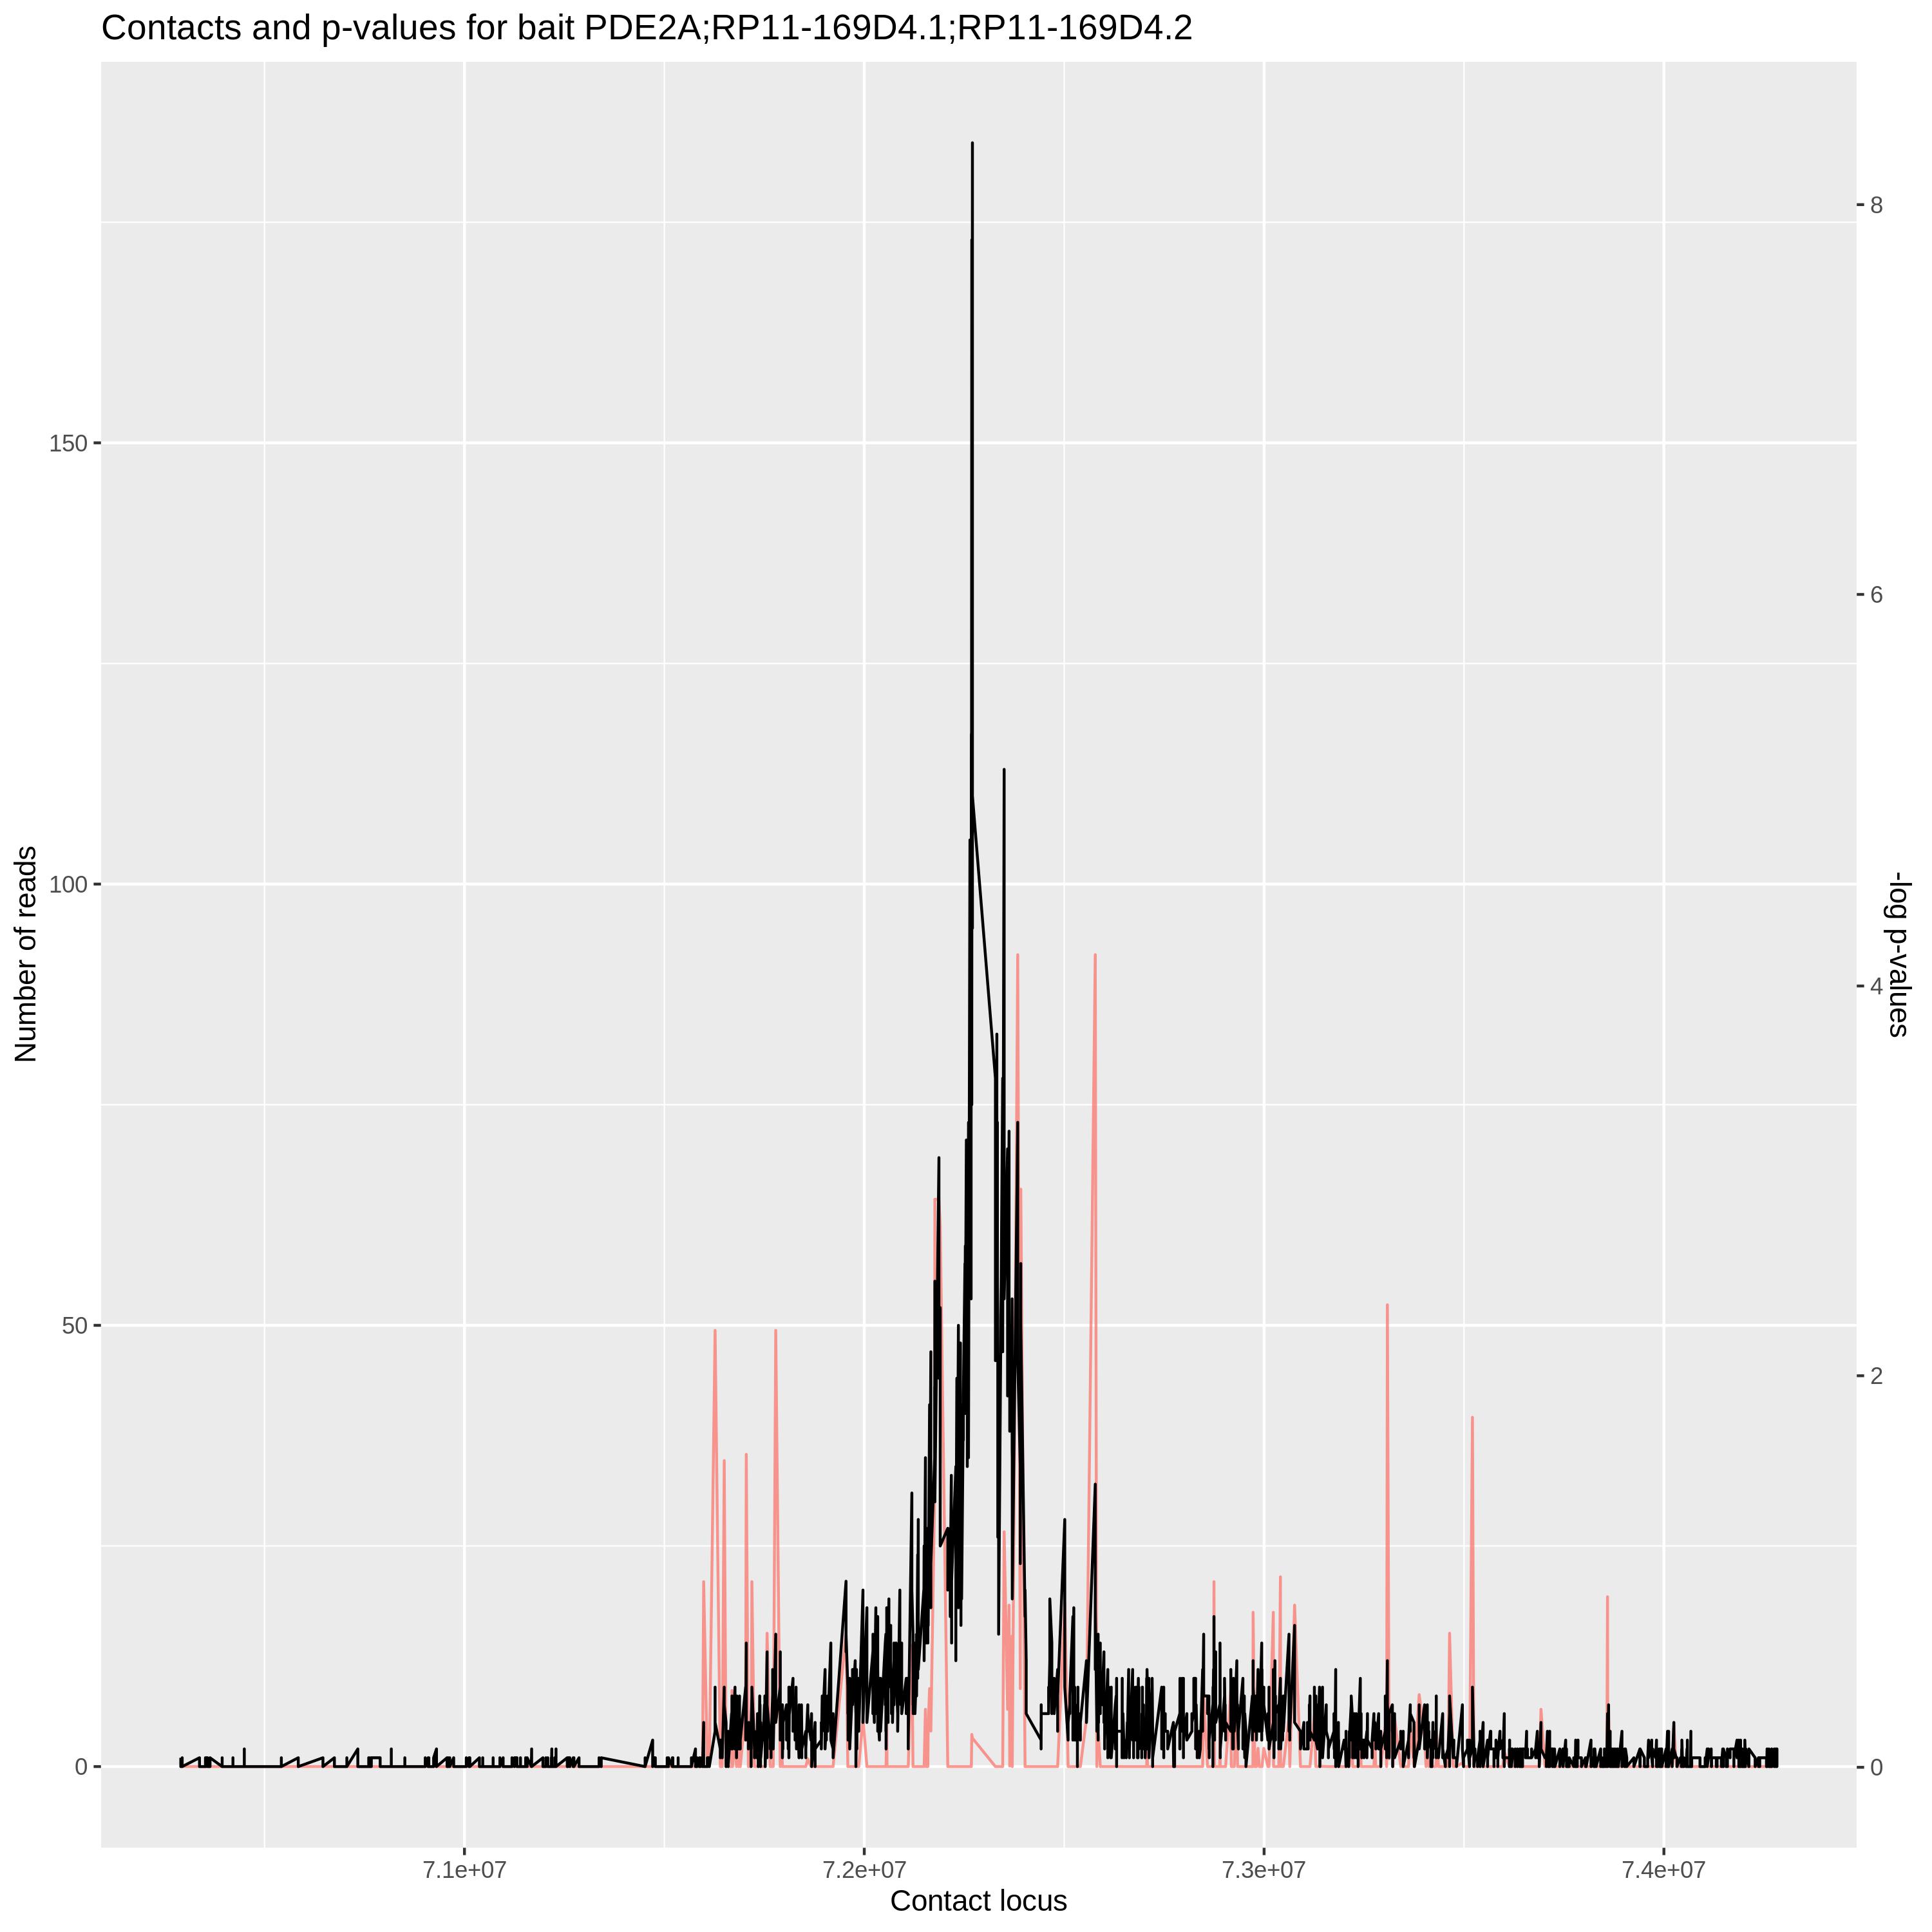 Contacts and p-values for bait PDE2A;RP11-169D4.1;RP11-169D4.2
Number of reads
150
100
50
0
8
6
4
2
0
-log p-values
7.1e+07
7.2e+07
7.3e+07
7.4e+07
Contact locus